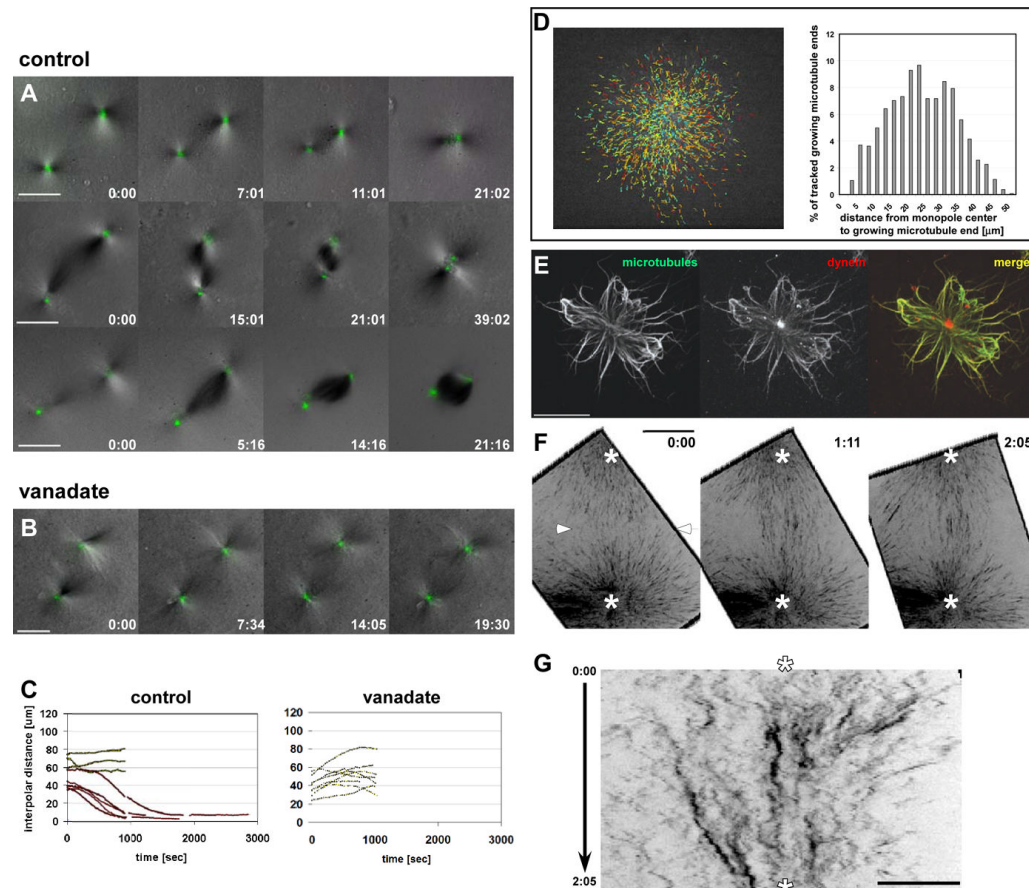 control
A
0:00 7:01 11:01 21:02
0:00 15:01 21:01 39:02
0:00 5:16 14:16 21:16
vanadate
B
0:00 7:34 14:05 19:30
C
control
Interpolar distance [um]
120
100
80
60
40
20
0
0 1000 2000 3000
time [sec]
vanadate
120
100
80
60
40
20
0
0 1000 2000 3000
time [sec]
D
% of tracked growing microtubule ends
12
10
8
6
4
2
0
0 5 10 15 20 25 30 35 40 45 50
distance from monopole center
to growing microtubule end [µm]
E
microtubules dynein merge
F
0:00 1:11 2:05
* * *
* * *
G
0:00
*
2:05
*